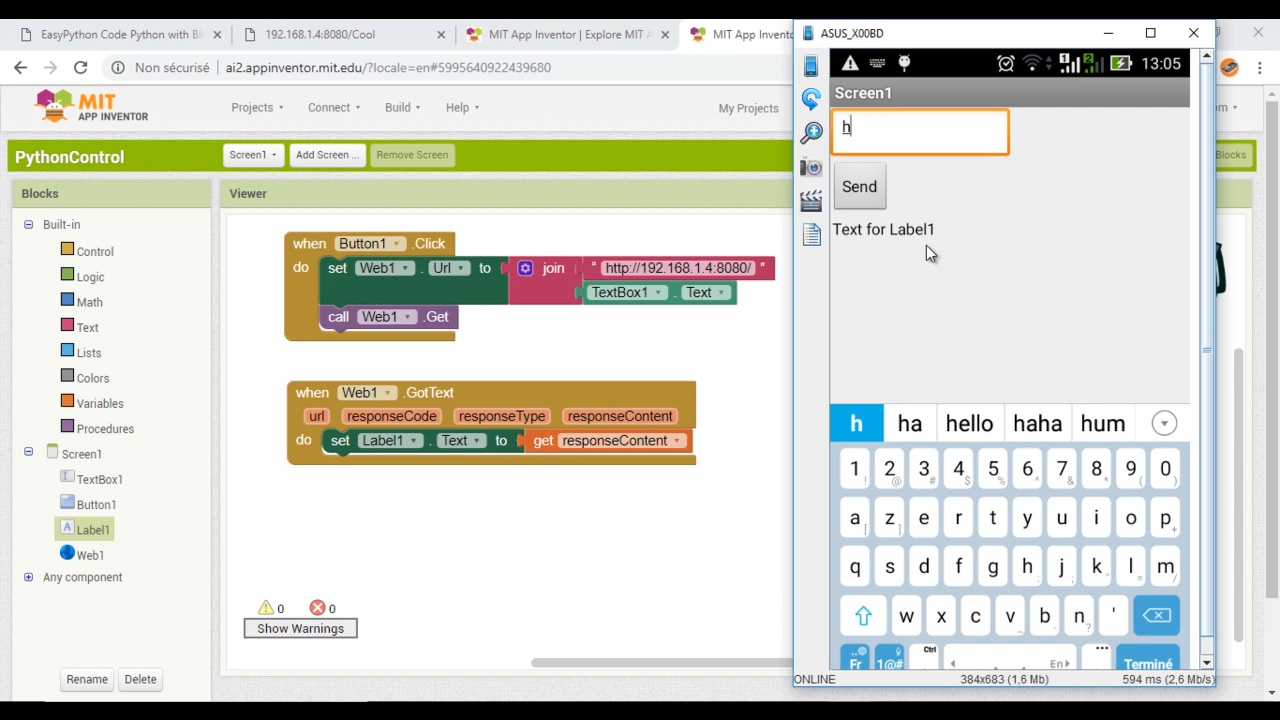 EasyPython Code Python with Bl
192.168.1.4:8080/Cool
MIT App Inventor | Explore MIT A
MIT App Invento
Non sécurisé
ai2.appinventor.mit.edu/?locale=en#5995640922439680
MIT
APP INVENTOR
Projects
Connect
Build
Help
My Projects
PythonControl
Screen1
Add Screen ...
Remove Screen
Blocks
Blocks
Viewer
Built-in
Control
Logic
Math
Text
Lists
Colors
Variables
Procedures
Screen1
TextBox1
Button1
Label1
Web1
Any component
Rename
Delete
when Button1 .Click
do set Web1 . Url to join " http://192.168.1.4:8080/ "
TextBox1 . Text
call Web1 .Get
when Web1 .GotText
url responseCode responseType responseContent
do set Label1 . Text to get responseContent
0 0
Show Warnings
ASUS_X00BD
1 2 13:05
Screen1
h
Send
Text for Label1
h ha hello haha hum
1 2 3 4 5 6 7 8 9 0
! @ # $ % ^ & * ( )
a z e r t y u i o p
q s d f g h j k l m
w x c v b n '
Fr 1@# Ctrl En Terminé
ONLINE 384x683 (1,6 Mb) 594 ms (2,6 Mb/s)